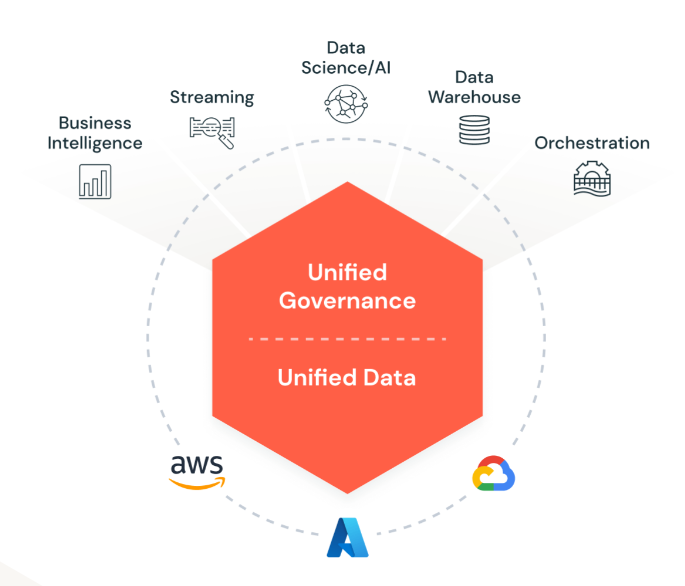 Data
Science/AI
Streaming
Data
Warehouse
Business
Intelligence
Orchestration
Unified
Governance
Unified Data
aws